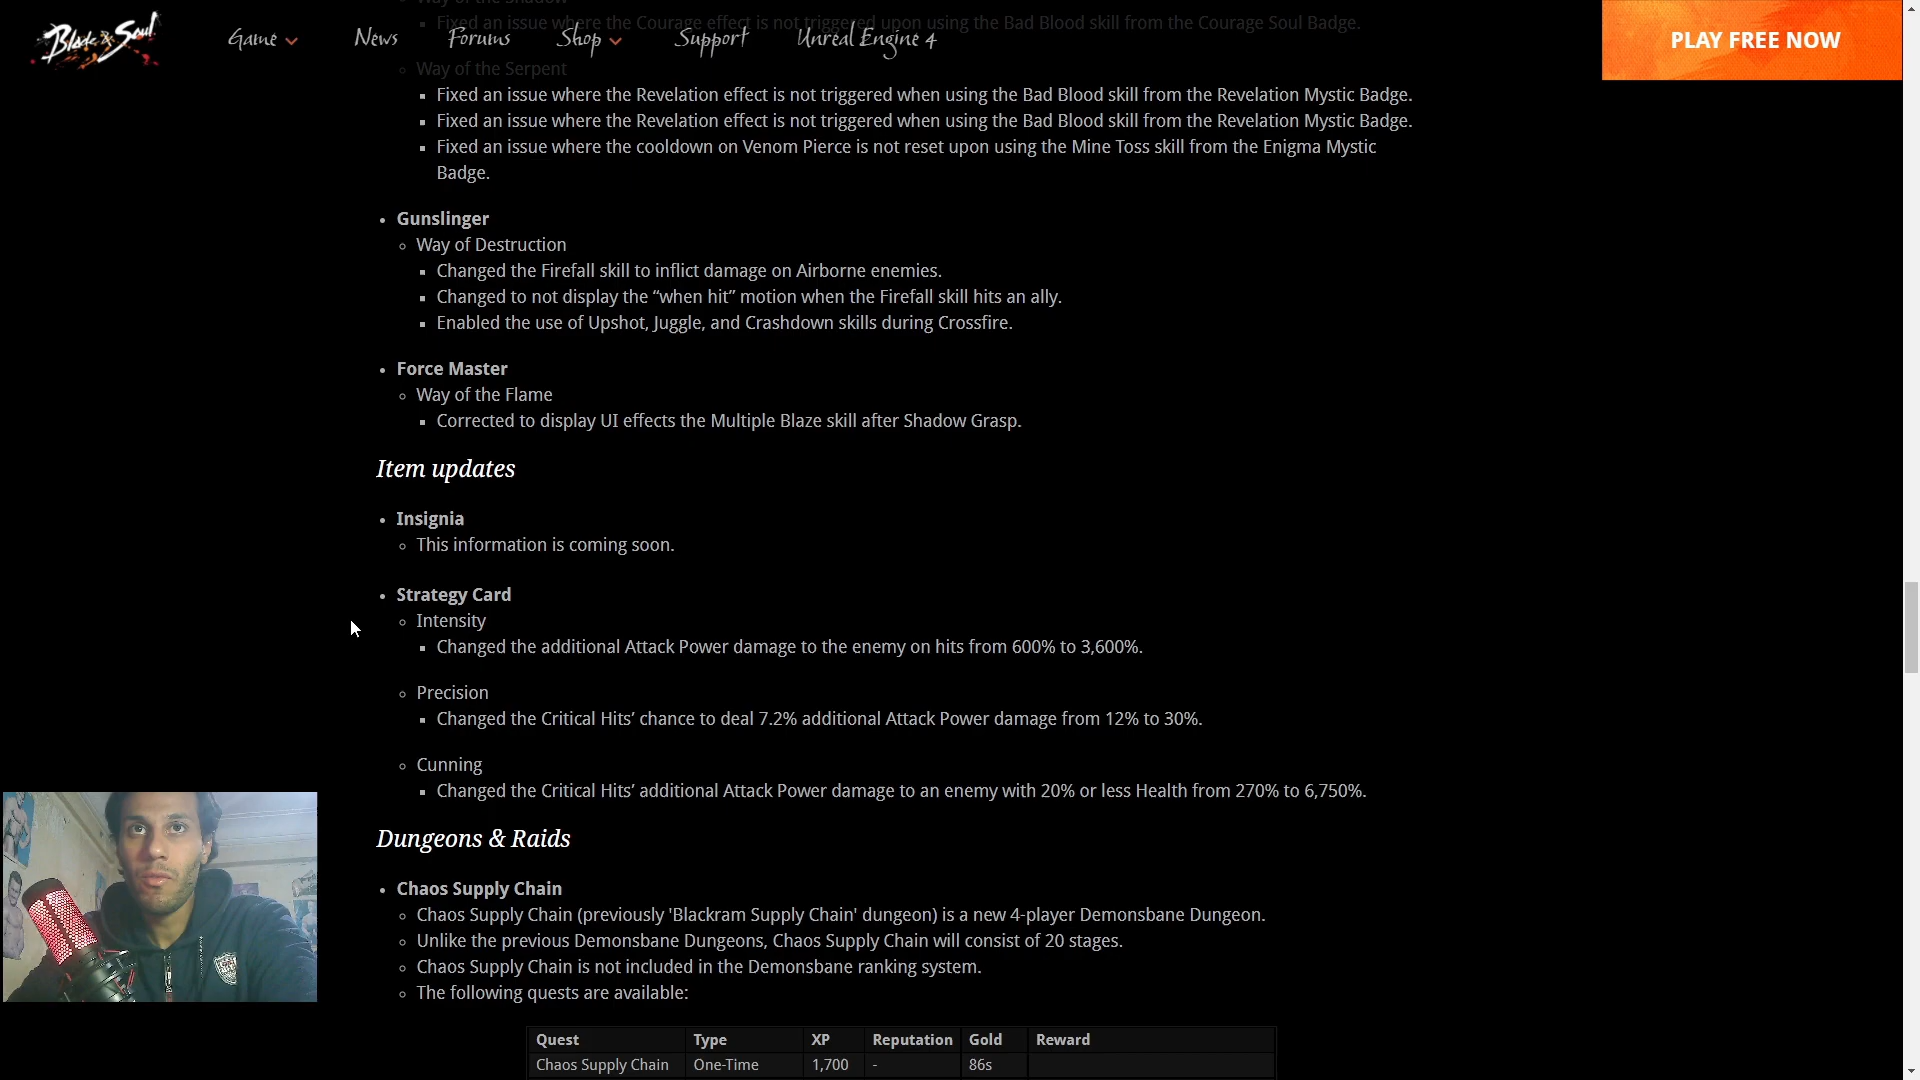 Way of the Shadow
Fixed an issue where the Courage effect is not triggered upon using the Bad Blood skill from the Courage Soul Badge.
Blade & Soul
Game
News
Forums
Shop
Support
Unreal Engine 4
PLAY FREE NOW
Way of the Serpent
Fixed an issue where the Revelation effect is not triggered when using the Bad Blood skill from the Revelation Mystic Badge.
Fixed an issue where the Revelation effect is not triggered when using the Bad Blood skill from the Revelation Mystic Badge.
Fixed an issue where the cooldown on Venom Pierce is not reset upon using the Mine Toss skill from the Enigma Mystic
Badge.
Gunslinger
Way of Destruction
Changed the Firefall skill to inflict damage on Airborne enemies.
Changed to not display the “when hit” motion when the Firefall skill hits an ally.
Enabled the use of Upshot, Juggle, and Crashdown skills during Crossfire.
Force Master
Way of the Flame
Corrected to display UI effects the Multiple Blaze skill after Shadow Grasp.
Item updates
Insignia
This information is coming soon.
Strategy Card
Intensity
Changed the additional Attack Power damage to the enemy on hits from 600% to 3,600%.
Precision
Changed the Critical Hits’ chance to deal 7.2% additional Attack Power damage from 12% to 30%.
Cunning
Changed the Critical Hits’ additional Attack Power damage to an enemy with 20% or less Health from 270% to 6,750%.
Dungeons & Raids
Chaos Supply Chain
Chaos Supply Chain (previously 'Blackram Supply Chain' dungeon) is a new 4-player Demonsbane Dungeon.
Unlike the previous Demonsbane Dungeons, Chaos Supply Chain will consist of 20 stages.
Chaos Supply Chain is not included in the Demonsbane ranking system.
The following quests are available:
Quest Type XP Reputation Gold Reward
Chaos Supply Chain One-Time 1,700 - 86s